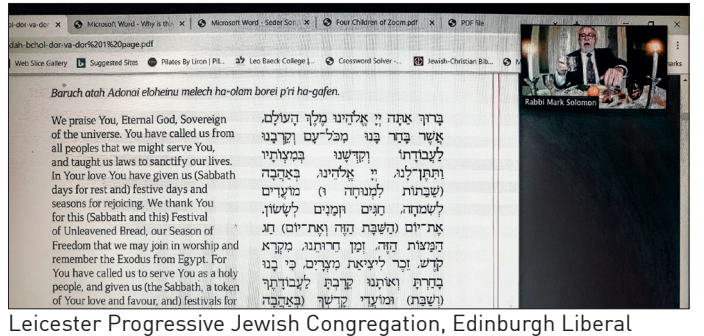 ol-dor-va-dor x Microsoft Word - Why is this x Microsoft Word - Seder Son x Four Children of Zoom.pdf x PDF file
dah-bchol-dor-va-dor%201%20page.pdf
Web Slice Gallery Suggested Sites Pilates By Liron | Pil... Leo Baeck College |... Crossword Solver -... Jewish-Christian Bib...
Rabbi Mark Solomon
Baruch atah Adonai eloheinu melech ha-olam borei p'ri ha-gafen.
We praise You, Eternal God, Sovereign
of the universe. You have called us from
all peoples that we might serve You,
and taught us laws to sanctify our lives.
In Your love You have given us (Sabbath
days for rest and) festive days and
seasons for rejoicing. We thank You
for this (Sabbath and this) Festival
of Unleavened Bread, our Season of
Freedom that we may join in worship and
remember the Exodus from Egypt. For
You have called us to serve You as a holy
people, and given us (the Sabbath, a token
of Your love and favour, and) festivals for
בָּרוּךְ אַתָּה יְיָ אֱלֹהֵינוּ מֶלֶךְ הָעוֹלָם,
אֲשֶׁר בָּחַר בָּנוּ מִכׇּל־עָם וְקֵרְבָנוּ
לַעֲבוֹדָתוֹ וְקִדְּשָׁנוּ בְּמִצְוֹתָיו
וַתִּתֶּן־לָנוּ, יְיָ אֱלֹהֵינוּ, בְּאַהֲבָה
(שַׁבָּתוֹת לִמְנוּחָה וּ) מוֹעֲדִים
לְשִׂמְחָה, חַגִּים וּזְמַנִּים לְשָׂשׂוֹן.
אֶת־יוֹם (הַשַּׁבָּת הַזֶּה וְאֶת־יוֹם) חַג
הַמַּצּוֹת הַזֶּה, זְמַן חֵרוּתֵנוּ, מִקְרָא
קֹדֶשׁ, זֵכֶר לִיצִיאַת מִצְרָיִם, כִּי בָנוּ
בָחַרְתָּ וְאוֹתָנוּ קֵרַבְתָּ לַעֲבוֹדָתֶךָ
(וְשַׁבָּת) וּמוֹעֲדֵי קׇדְשְׁךָ (בְּאַהֲבָה
Leicester Progressive Jewish Congregation, Edinburgh Liberal